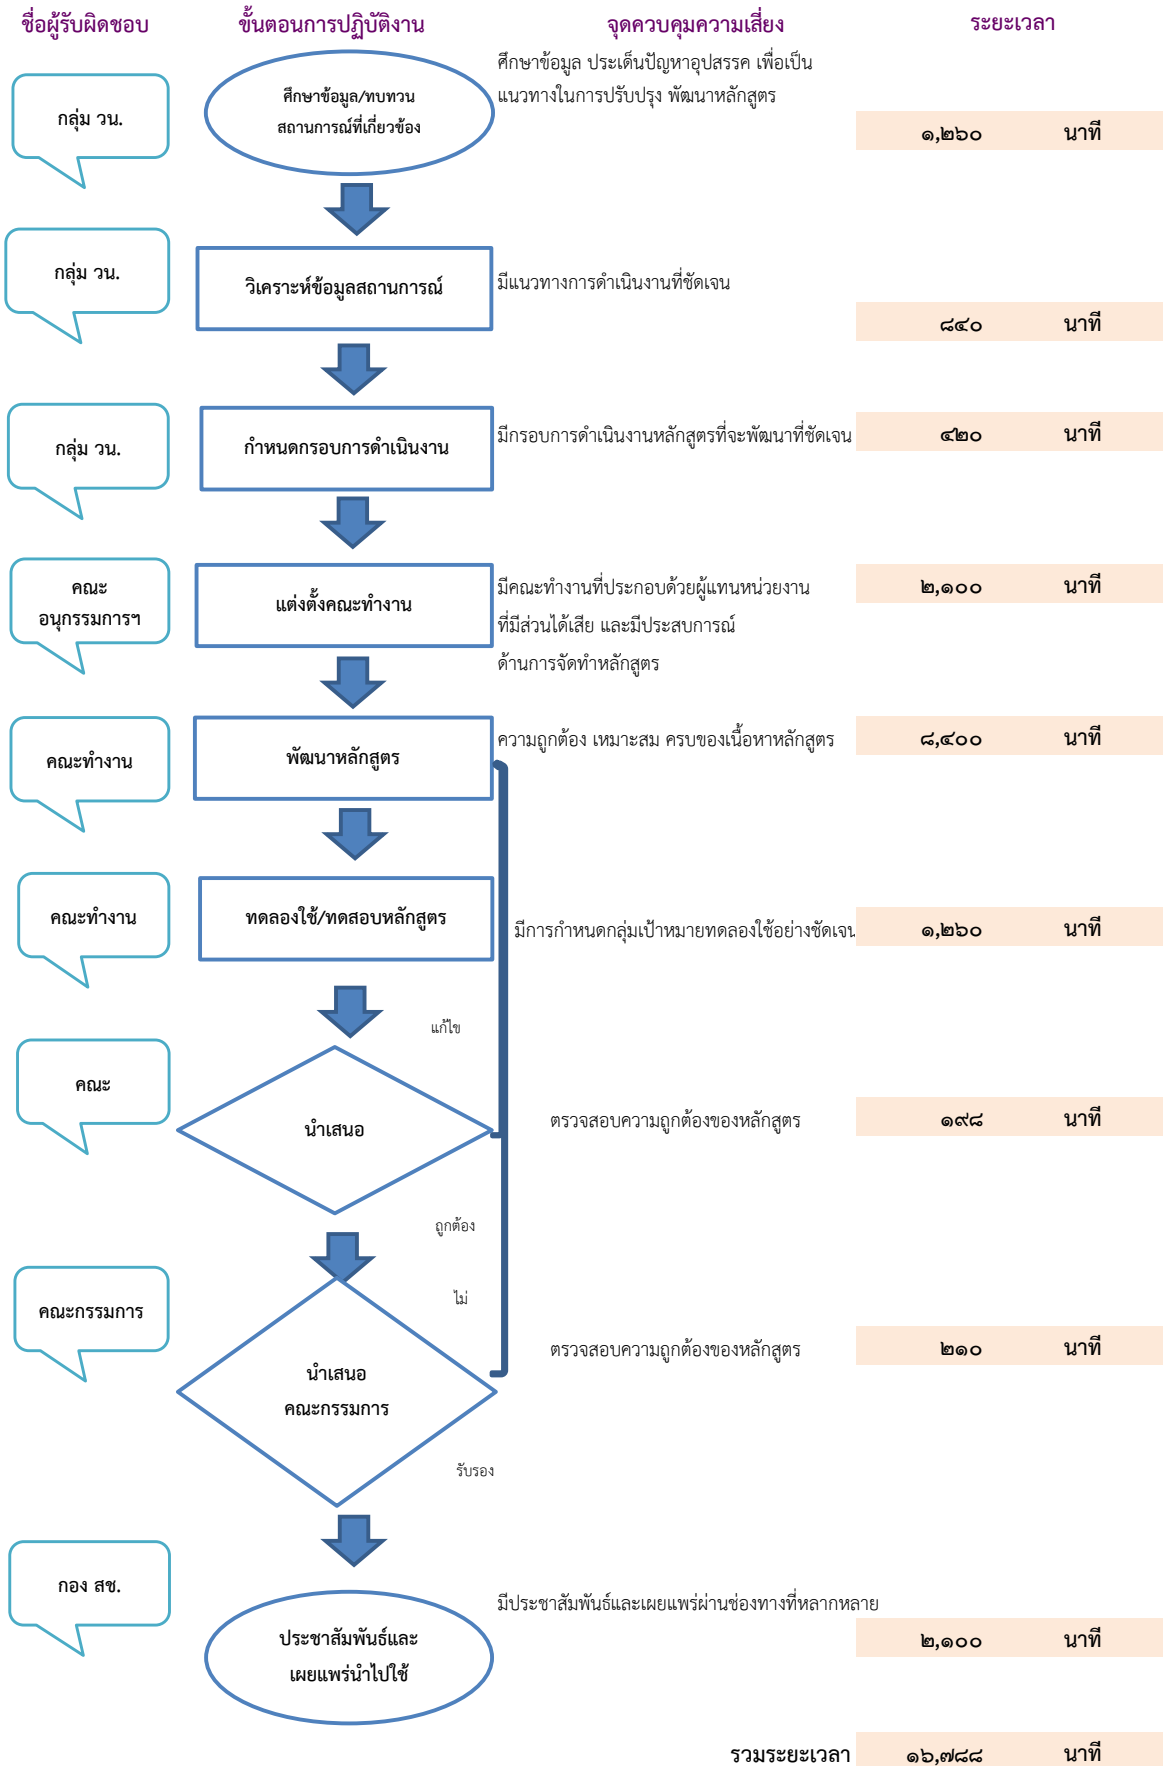 ชื่อผู้รับผิดชอบ ขั้นตอนการปฏิบัติงาน จุดควบคุมความเสี่ยง ระยะเวลา
กลุ่ม วน.
ศึกษาข้อมูล/ทบทวน
สถานการณ์ที่เกี่ยวข้อง
ศึกษาข้อมูล ประเด็นปัญหาอุปสรรค เพื่อเป็น
แนวทางในการปรับปรุง พัฒนาหลักสูตร
๑,๒๖๐ นาที
กลุ่ม วน.
วิเคราะห์ข้อมูลสถานการณ์
มีแนวทางการดำเนินงานที่ชัดเจน
๘๔๐ นาที
กลุ่ม วน.
กำหนดกรอบการดำเนินงาน
มีกรอบการดำเนินงานหลักสูตรที่จะพัฒนาที่ชัดเจน
๔๒๐ นาที
คณะ
อนุกรรมการฯ
แต่งตั้งคณะทำงาน
มีคณะทำงานที่ประกอบด้วยผู้แทนหน่วยงาน
ที่มีส่วนได้เสีย และมีประสบการณ์
ด้านการจัดทำหลักสูตร
๒,๑๐๐ นาที
คณะทำงาน
พัฒนาหลักสูตร
ความถูกต้อง เหมาะสม ครบของเนื้อหาหลักสูตร
๘,๔๐๐ นาที
คณะทำงาน
ทดลองใช้/ทดสอบหลักสูตร
มีการกำหนดกลุ่มเป้าหมายทดลองใช้อย่างชัดเจน
๑,๒๖๐ นาที
แก้ไข
คณะ
นำเสนอ
ตรวจสอบความถูกต้องของหลักสูตร
๑๙๘ นาที
ถูกต้อง
ไม่
คณะกรรมการ
นำเสนอ
คณะกรรมการ
ตรวจสอบความถูกต้องของหลักสูตร
๒๑๐ นาที
รับรอง
กอง สช.
ประชาสัมพันธ์และ
เผยแพร่นำไปใช้
มีประชาสัมพันธ์และเผยแพร่ผ่านช่องทางที่หลากหลาย
๒,๑๐๐ นาที
รวมระยะเวลา ๑๖,๗๘๘ นาที